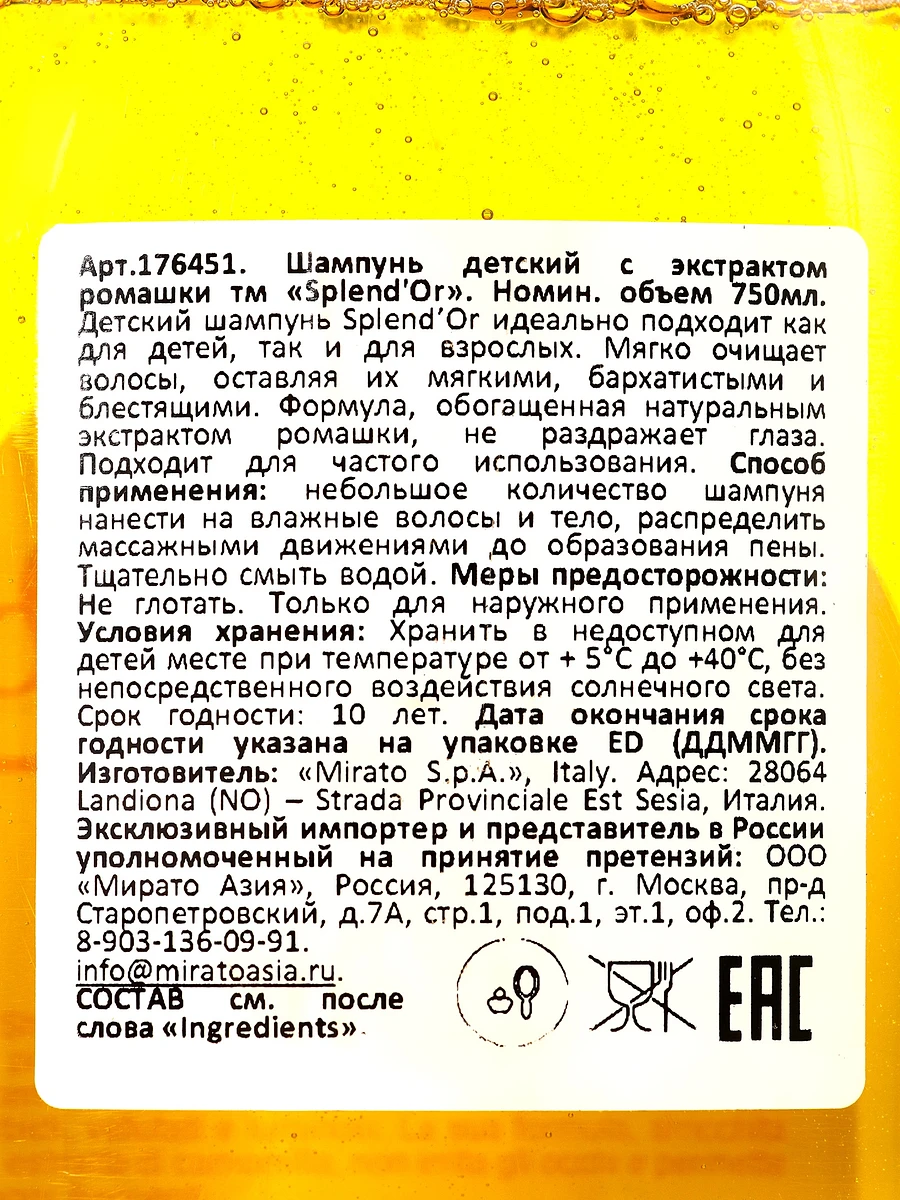 Арт.176451. Шампунь детский с экстрактом
ромашки тм «Splend'Or». Номин. объем 750мл.
Детский шампунь Splend’Or идеально подходит как
для детей, так и для взрослых. Мягко очищает
волосы, оставляя их мягкими, бархатистыми и
блестящими. Формула, обогащенная натуральным
экстрактом ромашки, не раздражает глаза.
Подходит для частого использования. Способ
применения: небольшое количество шампуня
нанести на влажные волосы и тело, распределить
массажными движениями до образования пены.
Тщательно смыть водой. Меры предосторожности:
Не глотать. Только для наружного применения.
Условия хранения: Хранить в недоступном для
детей месте при температуре от + 5°С до +40°С, без
непосредственного воздействия солнечного света.
Срок годности: 10 лет. Дата окончания срока
годности указана на упаковке ED (ДДММГГ).
Изготовитель: «Mirato S.p.A.», Italy. Адрес: 28064
Landiona (NO) – Strada Provinciale Est Sesia, Италия.
Эксклюзивный импортер и представитель в России
уполномоченный на принятие претензий: ООО
«Мирато Азия», Россия, 125130, г. Москва, пр-д
Старопетровский, д.7А, стр.1, под.1, эт.1, оф.2. Тел.:
8-903-136-09-91.
info@miratoasia.ru.
СОСТАВ см. после
слова «Ingredients».
EAC